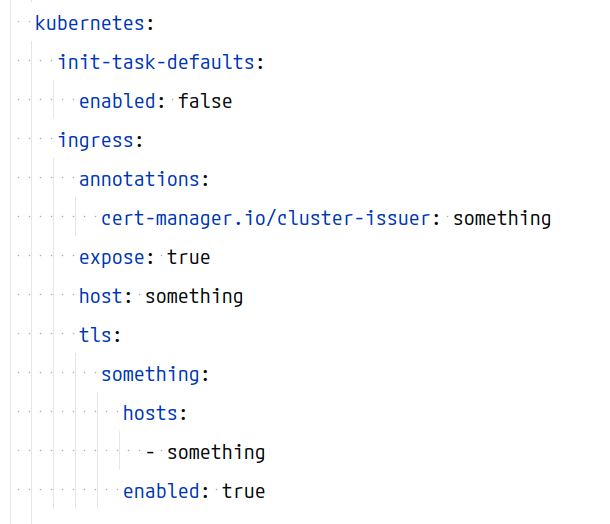 kubernetes:
  init-task-defaults:
    enabled: false
  ingress:
    annotations:
      cert-manager.io/cluster-issuer: something
    expose: true
    host: something
    tls:
      something:
        hosts:
          - something
        enabled: true